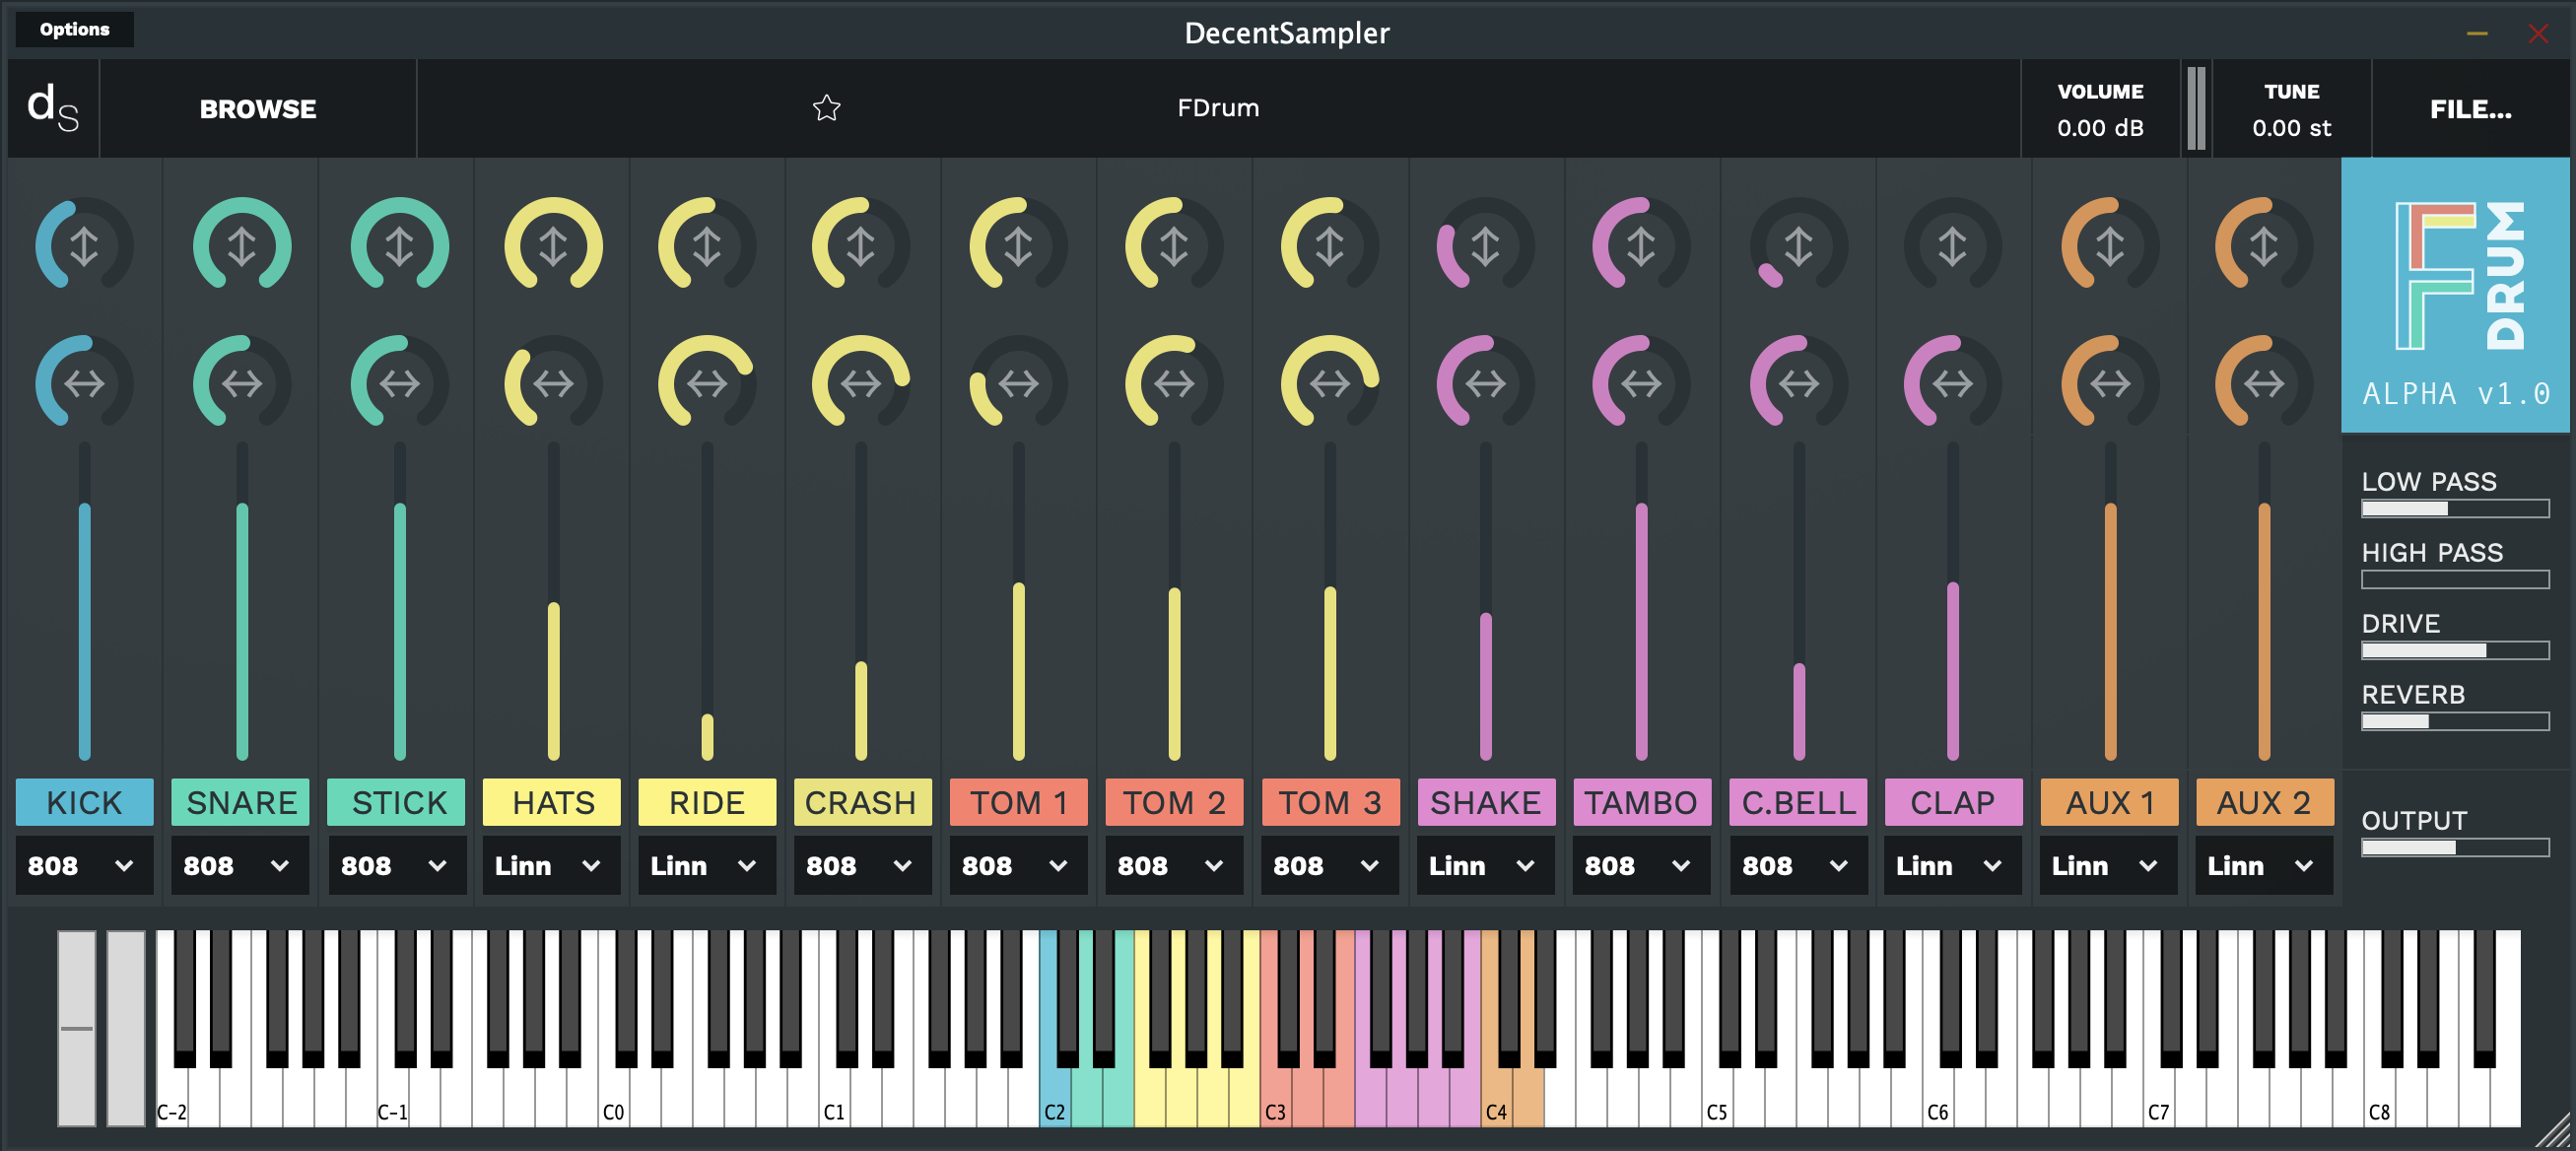 Options
DecentSampler
ds
BROWSE
FDrum
VOLUME
0.00 dB
TUNE
0.00 st
FILE...
F DRUM
ALPHA v1.0
LOW PASS
HIGH PASS
DRIVE
REVERB
OUTPUT
KICK SNARE STICK HATS RIDE CRASH TOM 1 TOM 2 TOM 3 SHAKE TAMBO C.BELL CLAP AUX 1 AUX 2
808 808 808 Linn Linn 808 808 808 808 Linn 808 808 Linn Linn Linn
C-2 C-1 C0 C1 C2 C3 C4 C5 C6 C7 C8